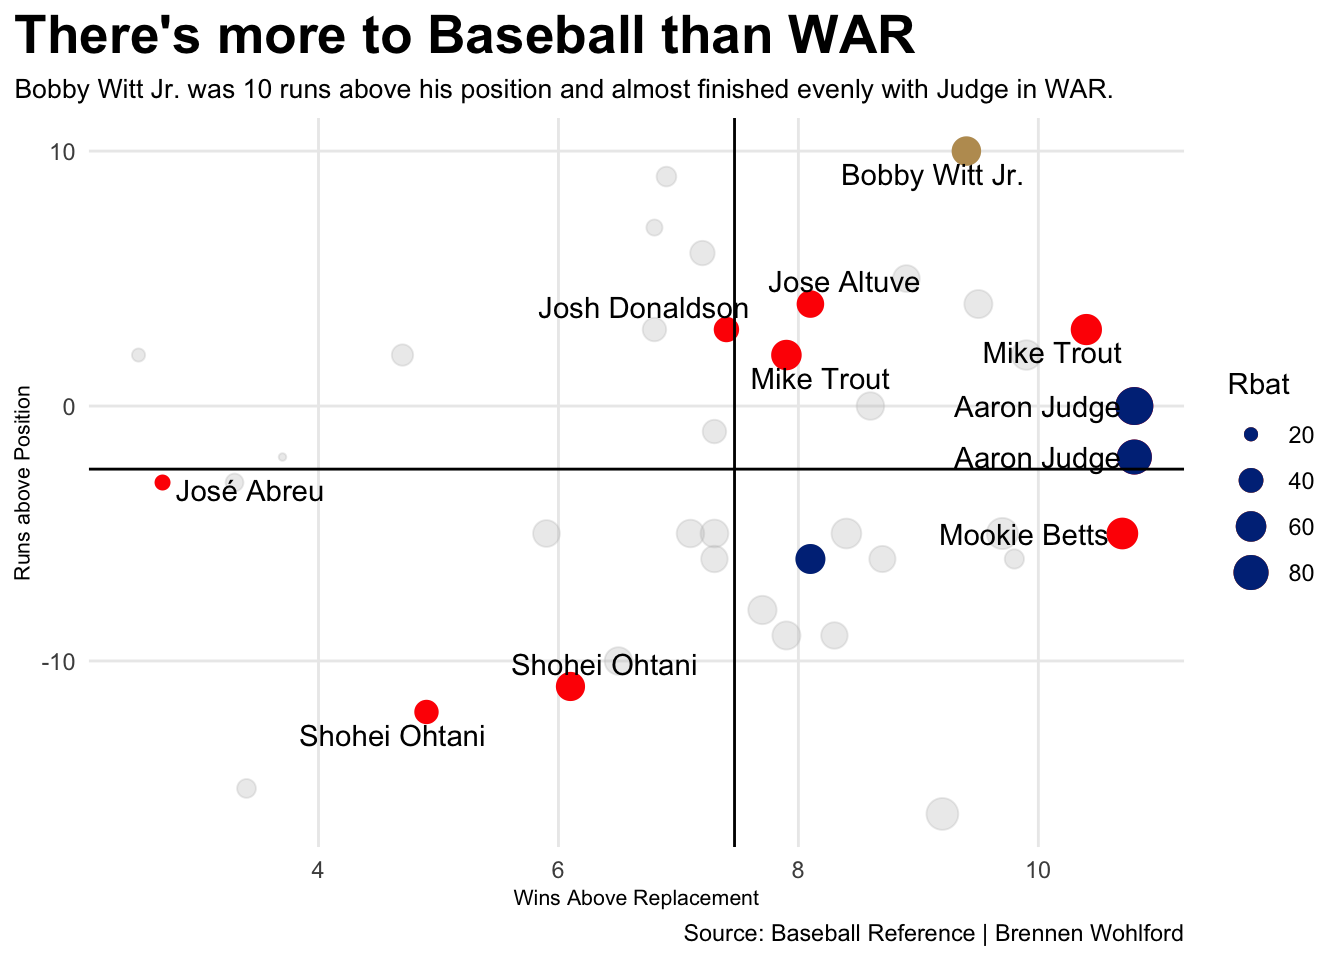 There's more to Baseball than WAR
Bobby Witt Jr. was 10 runs above his position and almost finished evenly with Judge in WAR.
10
0
-10
Runs above Position
Bobby Witt Jr.
Jose Altuve
Josh Donaldson
Mike Trout
Mike Trout
Aaron Judge
Aaron Judge
José Abreu
Mookie Betts
Shohei Ohtani
Shohei Ohtani
Rbat
20
40
60
80
4 6 8 10
Wins Above Replacement
Source: Baseball Reference | Brennen Wohlford